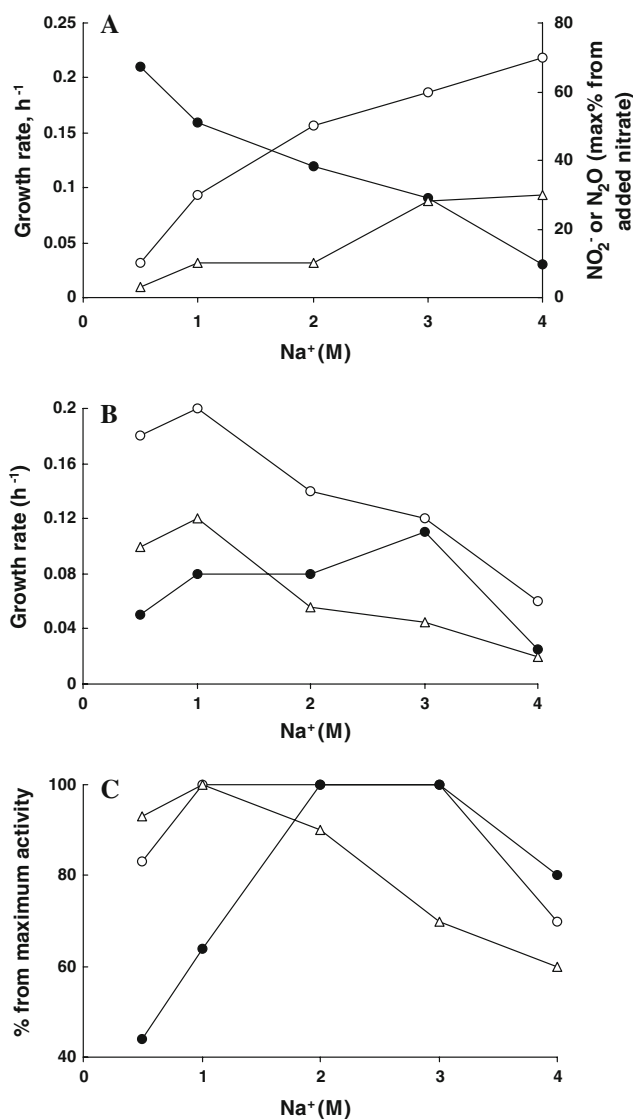 A
Growth rate, h⁻¹
0.25
0.2
0.15
0.1
0.05
0
80
60
40
20
0
NO₂⁻ or N₂O (max% from
added nitrate)
0 1 2 3 4
Na⁺(M)
B
Growth rate (h⁻¹)
0.2
0.16
0.12
0.08
0.04
0
0 1 2 3 4
Na⁺(M)
C
% from maximum activity
100
80
60
40
0 1 2 3 4
Na⁺(M)